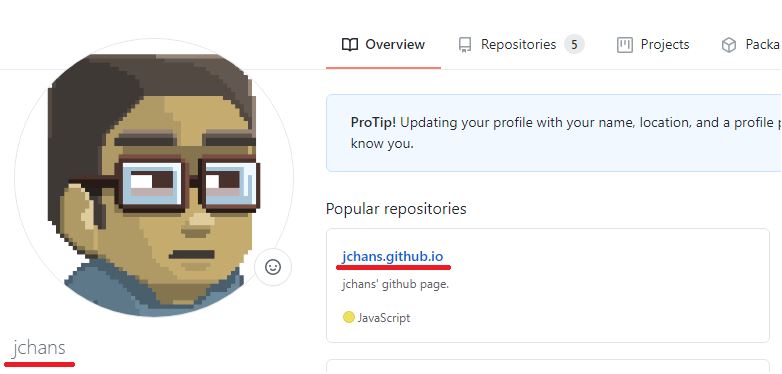 Overview
Repositories 5
Projects
Packa
ProTip! Updating your profile with your name, location, and a profile p
know you.
Popular repositories
jchans.github.io
jchans' github page.
JavaScript
jchans